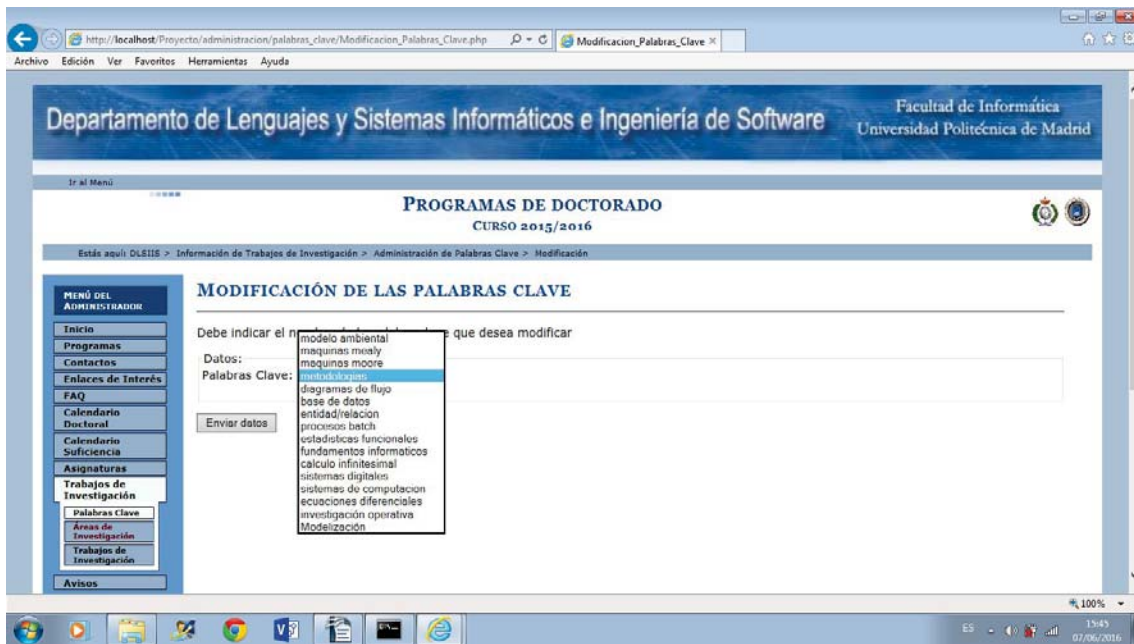 http://localhost/Proyecto/administracion/palabras_clave/Modificacion_Palabras_Clave.php
Modificacion_Palabras_Clave
Archivo Edición Ver Favoritos Herramientas Ayuda
Departamento de Lenguajes y Sistemas Informáticos e Ingeniería de Software
Facultad de Informática
Universidad Politécnica de Madrid
Ir al Menú
PROGRAMAS DE DOCTORADO
CURSO 2015/2016
Estás aquí: DLSIIS > Información de Trabajos de Investigación > Administración de Palabras Clave > Modificación
MENÚ DEL
ADMINISTRADOR
Inicio
Programas
Contactos
Enlaces de Interés
FAQ
Calendario
Doctoral
Calendario
Suficiencia
Asignaturas
Trabajos de
Investigación
Palabras Clave
Áreas de
Investigación
Trabajos de
Investigación
Avisos
MODIFICACIÓN DE LAS PALABRAS CLAVE
Debe indicar el que desea modificar
Datos:
Palabras Clave:
modelo ambiental
maquinas mealy
maquinas moore
metodologias
diagramas de flujo
base de datos
entidad/relacion
procesos batch
estadisticas funcionales
fundamentos informaticos
calculo infinitesimal
sistemas digitales
sistemas de computacion
ecuaciones diferenciales
investigación operativa
Modelización
Enviar datos
100%
ES
15:45
07/06/2016